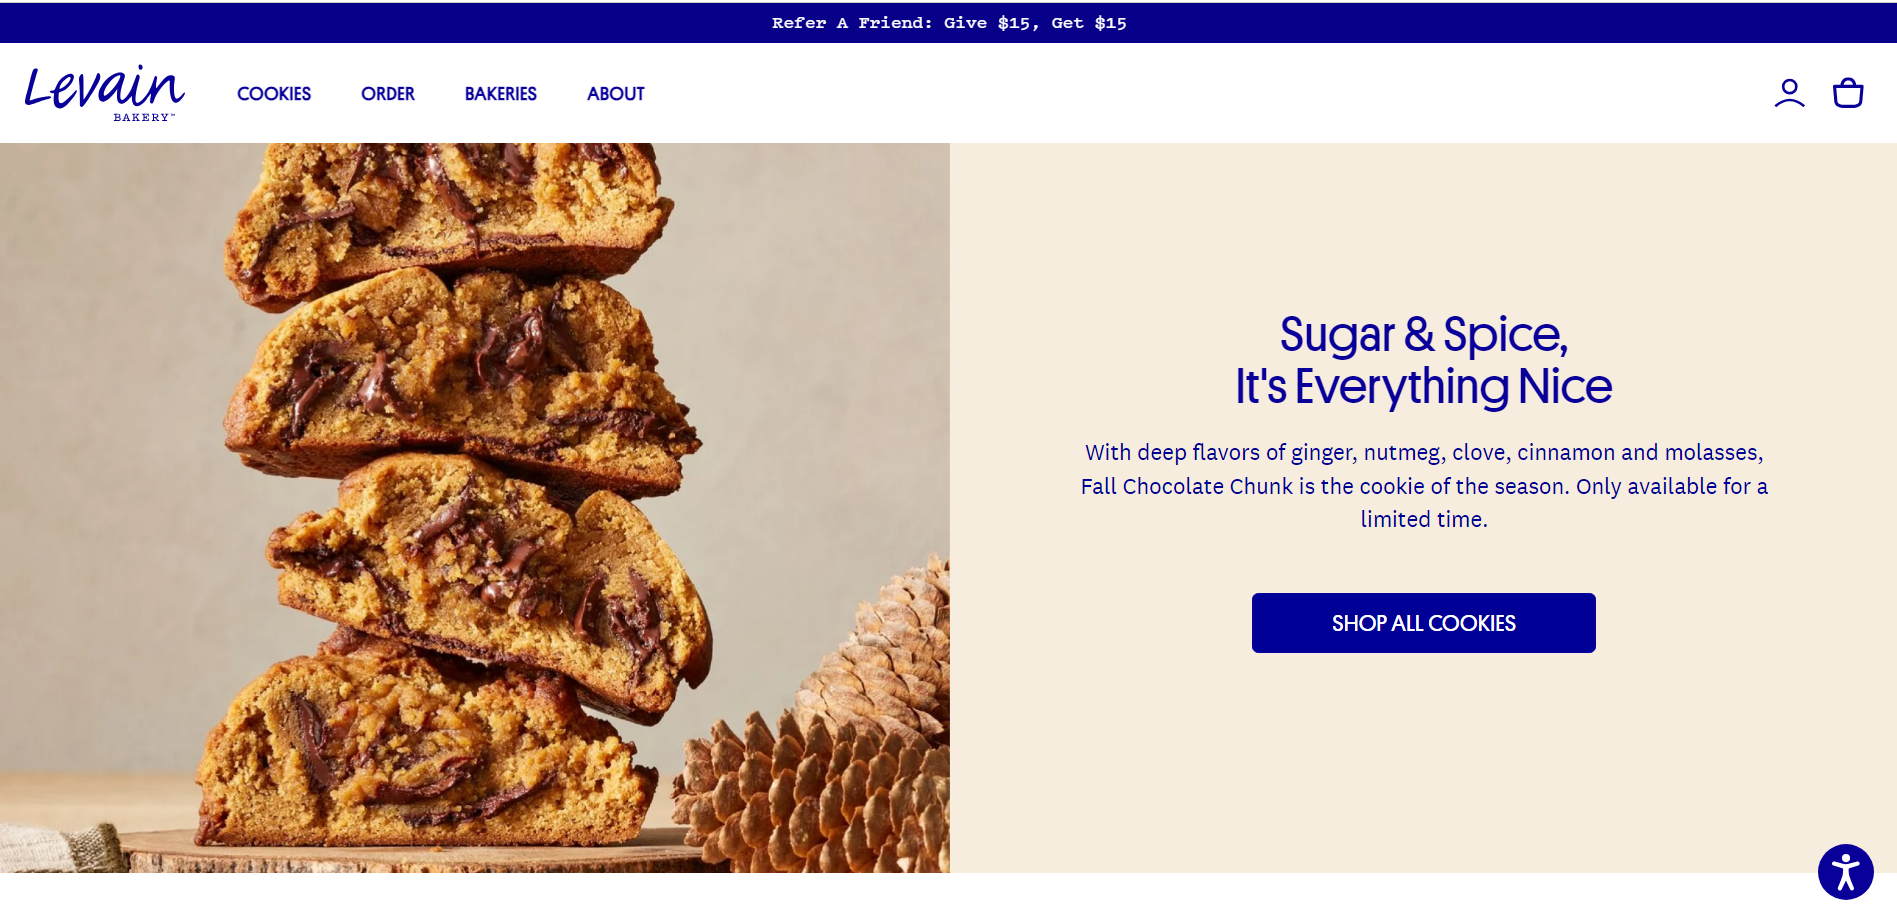 Refer A Friend: Give $15, Get $15
Levain
BAKERY™
COOKIES
ORDER
BAKERIES
ABOUT
Sugar & Spice,
It's Everything Nice
With deep flavors of ginger, nutmeg, clove, cinnamon and molasses,
Fall Chocolate Chunk is the cookie of the season. Only available for a
limited time.
SHOP ALL COOKIES